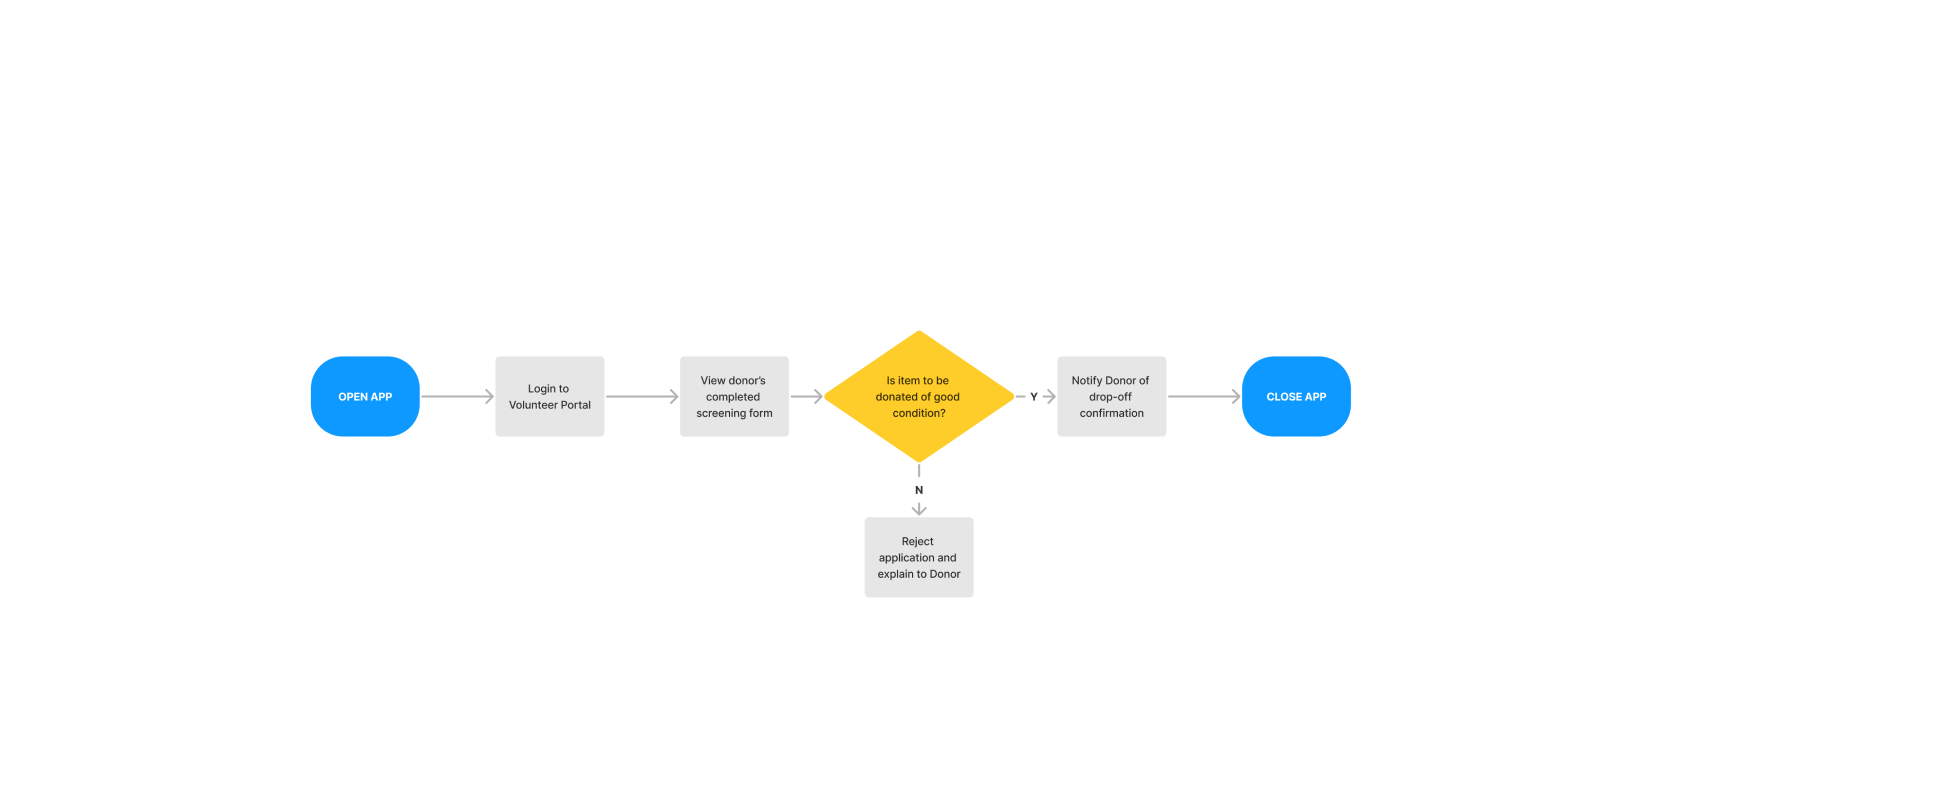 OPEN APP
Login to
Volunteer Portal
View donor's
completed
screening form
Is item to be
donated of good
condition?
Y
Notify Donor of
drop-off
confirmation
CLOSE APP
N
Reject
application and
explain to Donor